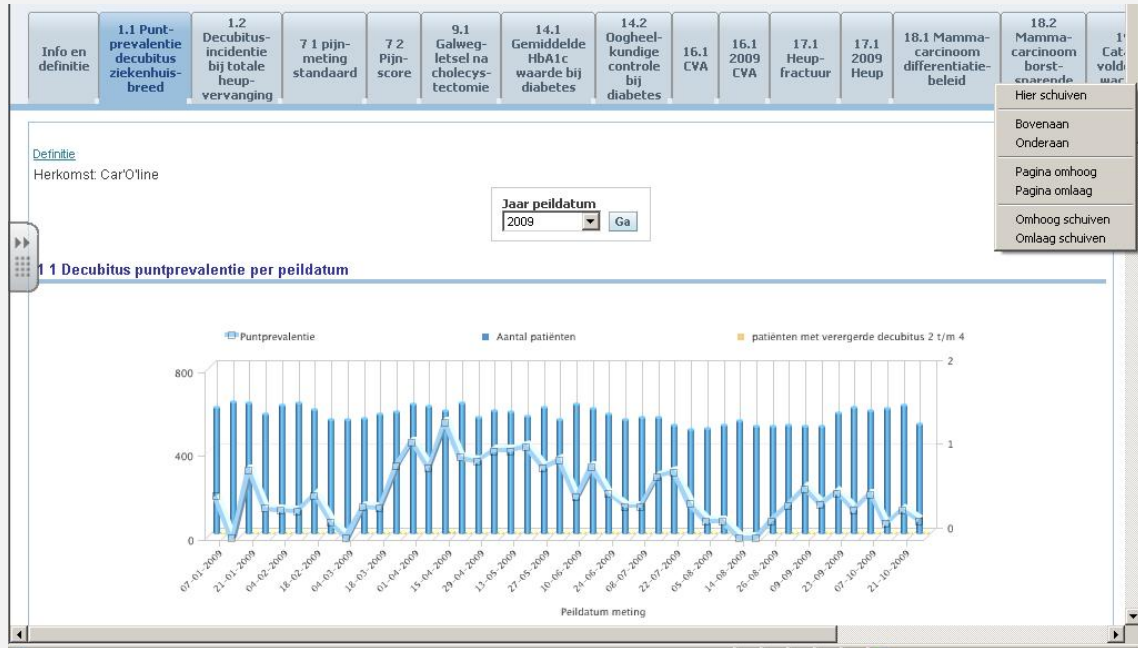 Info en
definitie
1.1 Punt-
prevalentie
decubitus
ziekenhuis-
breed
1.2
Decubitus-
incidentie
bij totale
heup-
vervanging
7 1 pijn-
meting
standaard
7 2
Pijn-
score
9.1
Galweg-
letsel na
cholecys-
tectomie
14.1
Gemiddelde
HbA1c
waarde bij
diabetes
14.2
Oogheel-
kundige
controle
bij
diabetes
16.1
CVA
16.1
2009
CVA
17.1
Heup-
fractuur
17.1
2009
Heup
18.1 Mamma-
carcinoom
differentiatie-
beleid
18.2
Mamma-
carcinoom
borst-
sparende
Hier schuiven
Bovenaan
Onderaan
Pagina omhoog
Pagina omlaag
Omhoog schuiven
Omlaag schuiven
Definitie
Herkomst: Car'O'line
Jaar peildatum
2009 Ga
1 1 Decubitus puntprevalentie per peildatum
Puntprevalentie Aantal patiënten patiënten met verergerde decubitus 2 t/m 4
800 2
400 1
0 0
07-01-2009 21-01-2009 04-02-2009 18-02-2009 04-03-2009 18-03-2009 01-04-2009 15-04-2009 29-04-2009 13-05-2009 27-05-2009 10-06-2009 24-06-2009 08-07-2009 22-07-2009 05-08-2009 14-08-2009 26-08-2009 09-09-2009 23-09-2009 07-10-2009 21-10-2009
Peildatum meting